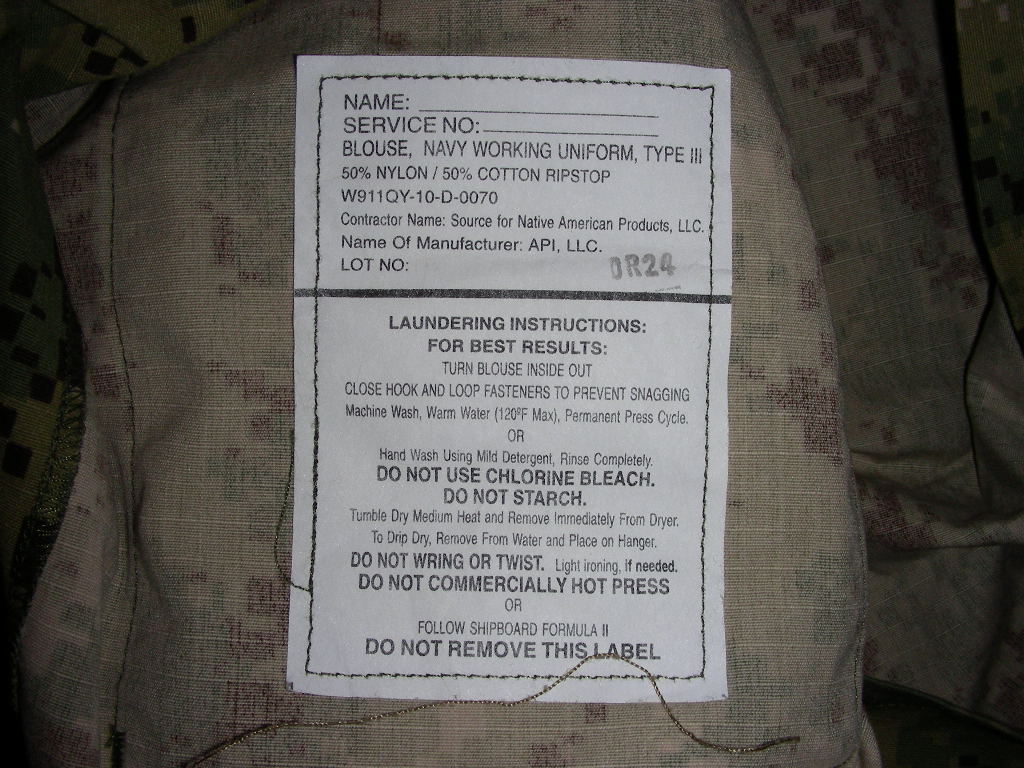 NAME:
SERVICE NO:
BLOUSE, NAVY WORKING UNIFORM, TYPE III
50% NYLON / 50% COTTON RIPSTOP
W911QY-10-D-0070
Contractor Name: Source for Native American Products, LLC.
Name Of Manufacturer: API, LLC.
LOT NO: OR24
LAUNDERING INSTRUCTIONS:
FOR BEST RESULTS:
TURN BLOUSE INSIDE OUT
CLOSE HOOK AND LOOP FASTENERS TO PREVENT SNAGGING
Machine Wash, Warm Water (120ºF Max), Permanent Press Cycle.
OR
Hand Wash Using Mild Detergent, Rinse Completely.
DO NOT USE CHLORINE BLEACH.
DO NOT STARCH.
Tumble Dry Medium Heat and Remove Immediately From Dryer.
To Drip Dry, Remove From Water and Place on Hanger.
DO NOT WRING OR TWIST. Light ironing, if needed.
DO NOT COMMERCIALLY HOT PRESS
OR
FOLLOW SHIPBOARD FORMULA II
DO NOT REMOVE THIS LABEL